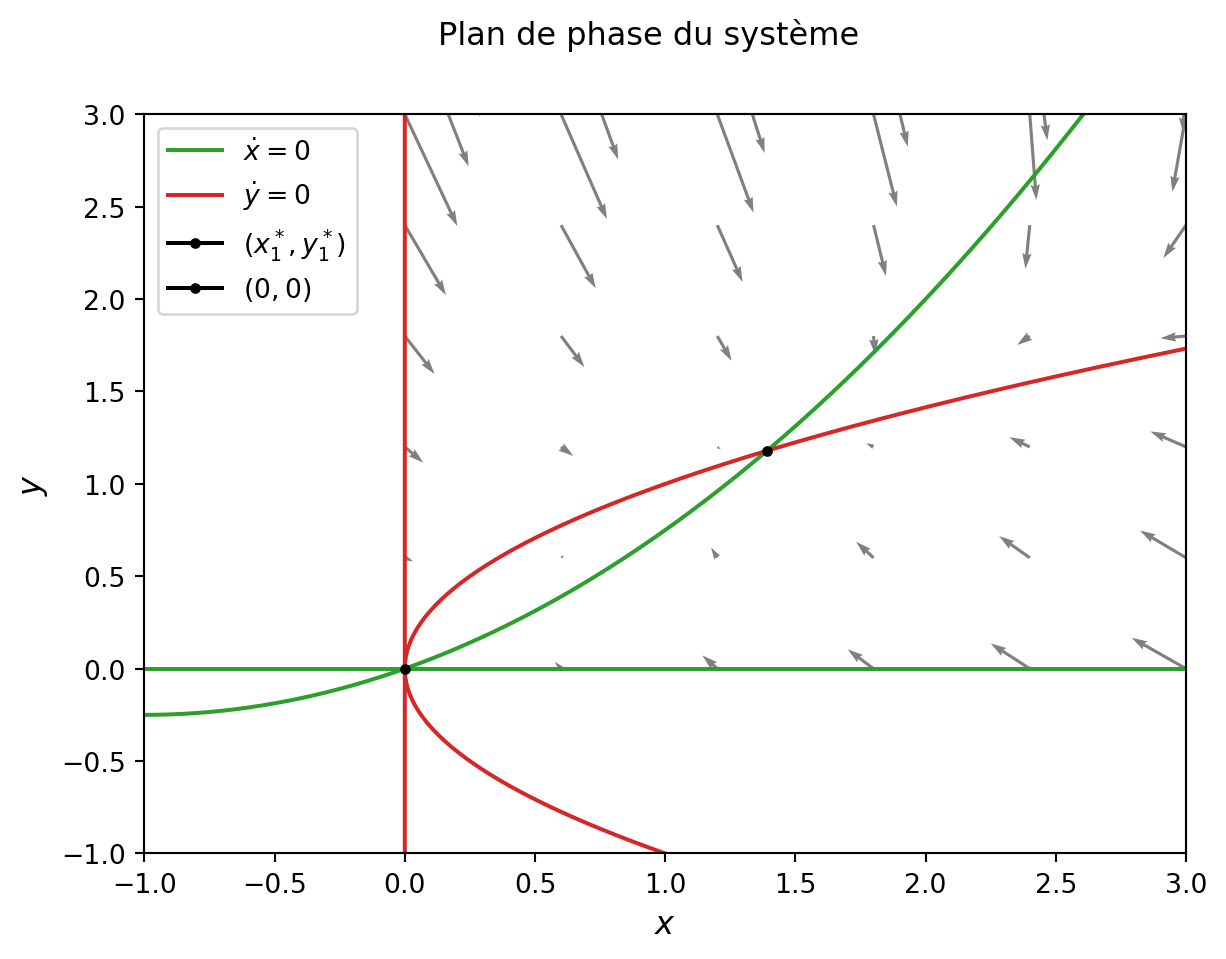 Plan de phase du système
3.0
2.5
2.0
1.5
1.0
0.5
0.0
−0.5
−1.0
y
ẋ = 0
ẏ = 0
(x₁*, y₁*)
(0, 0)
−1.0 −0.5 0.0 0.5 1.0 1.5 2.0 2.5 3.0
x